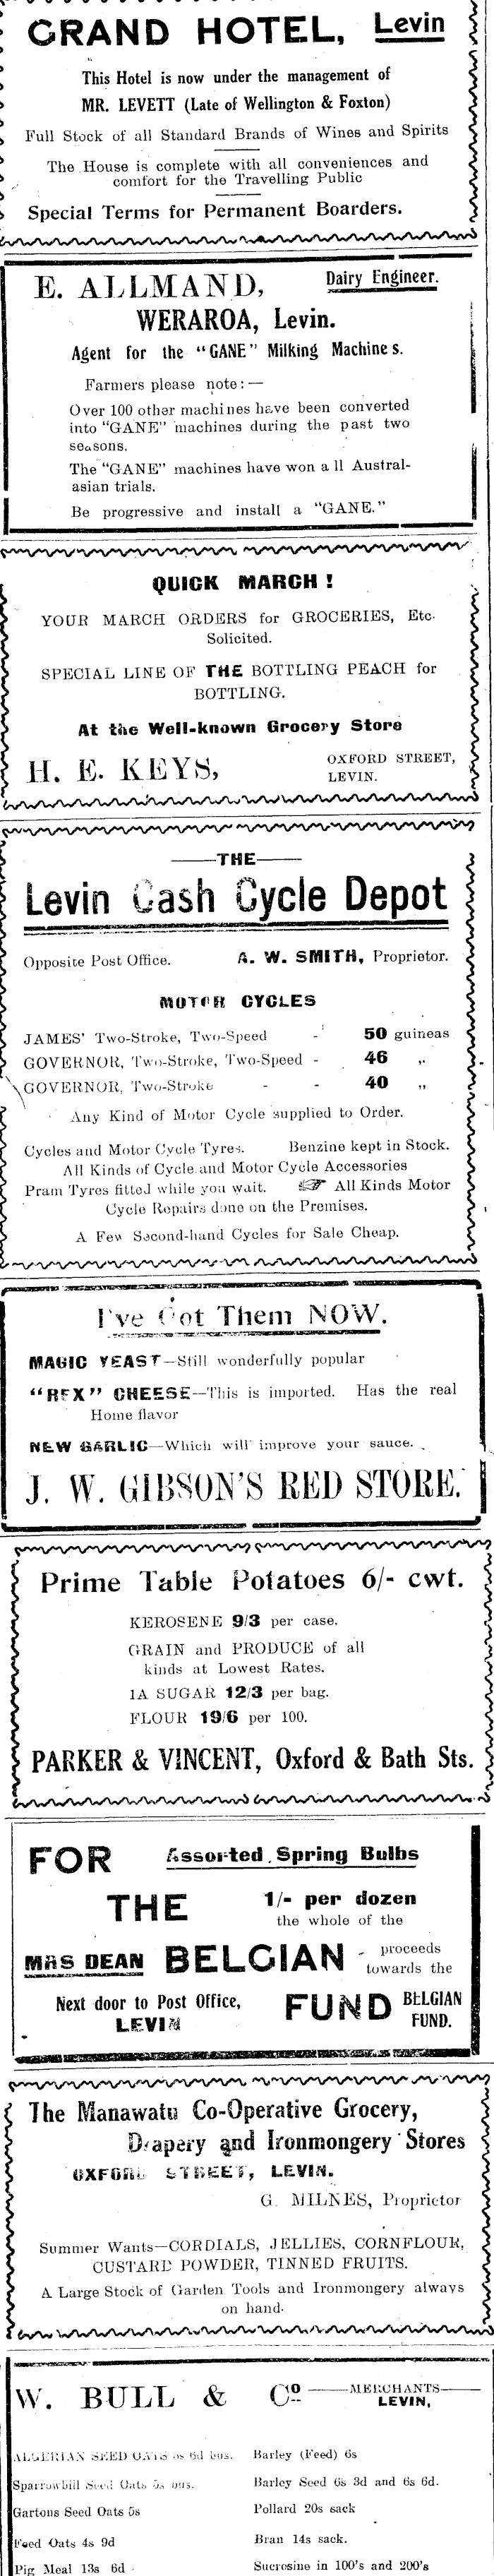 GRAND HOTEL, Levin
This Hotel is now under the management of
MR. LEVETT (Late of Wellington & Foxton)
Full Stock of all Standard Brands of Wines and Spirits
The House is complete with all conveniences and
comfort for the Travelling Public
Special Terms for Permanent Boarders.
E. ALLMAND, Dairy Engineer.
WERAROA, Levin.
Agent for the "GANE" Milking Machines.
Farmers please note:—
Over 100 other machines have been converted
into "GANE" machines during the past two
seasons.
The "GANE" machines have won all Austral-
asian trials.
Be progressive and install a "GANE."
QUICK MARCH!
YOUR MARCH ORDERS for GROCERIES, Etc.
Solicited.
SPECIAL LINE OF THE BOTTLING PEACH for
BOTTLING.
At the Well-known Grocery Store
H. E. KEYS, OXFORD STREET,
LEVIN.
—THE—
Levin Cash Cycle Depot
Opposite Post Office. A. W. SMITH, Proprietor.
MOTOR CYCLES
JAMES' Two-Stroke, Two-Speed - 50 guineas
GOVERNOR, Two-Stroke, Two-Speed - 46 ,,
GOVERNOR, Two-Stroke - - 40 ,,
Any Kind of Motor Cycle supplied to Order.
Cycles and Motor Cycle Tyres. Benzine kept in Stock.
All Kinds of Cycle and Motor Cycle Accessories
Pram Tyres fitted while you wait. ☞ All Kinds Motor
Cycle Repairs done on the Premises.
A Few Second-hand Cycles for Sale Cheap.
I've Got Them NOW.
MAGIC YEAST—Still wonderfully popular
"REX" CHEESE—This is imported. Has the real
Home flavor
NEW GARLIC—Which will improve your sauce.
J. W. GIBSON'S RED STORE.
Prime Table Potatoes 6/- cwt.
KEROSENE 9/3 per case.
GRAIN and PRODUCE of all
kinds at Lowest Rates.
1A SUGAR 12/3 per bag.
FLOUR 19/6 per 100.
PARKER & VINCENT, Oxford & Bath Sts.
FOR Assorted Spring Bulbs
THE 1/- per dozen
the whole of the
MRS DEAN BELGIAN - proceeds
towards the
Next door to Post Office, FUND BELGIAN
LEVIN FUND.
The Manawatu Co-Operative Grocery,
Drapery and Ironmongery Stores
OXFORD STREET, LEVIN.
G. MILNES, Proprietor
Summer Wants—CORDIALS, JELLIES, CORNFLOUR,
CUSTARD POWDER, TINNED FRUITS.
A Large Stock of Garden Tools and Ironmongery always
on hand.
W. BULL & Co. —MERCHANTS—
LEVIN,
ALGERIAN SEED OATS 5s 6d bus. Barley (Feed) 6s
Sparrowbill Seed Oats 5s bus. Barley Seed 6s 3d and 6s 6d.
Gartons Seed Oats 5s Pollard 20s sack
Feed Oats 4s 9d Bran 14s sack.
Pig Meal 13s 6d - Sucrosine in 100's and 200's